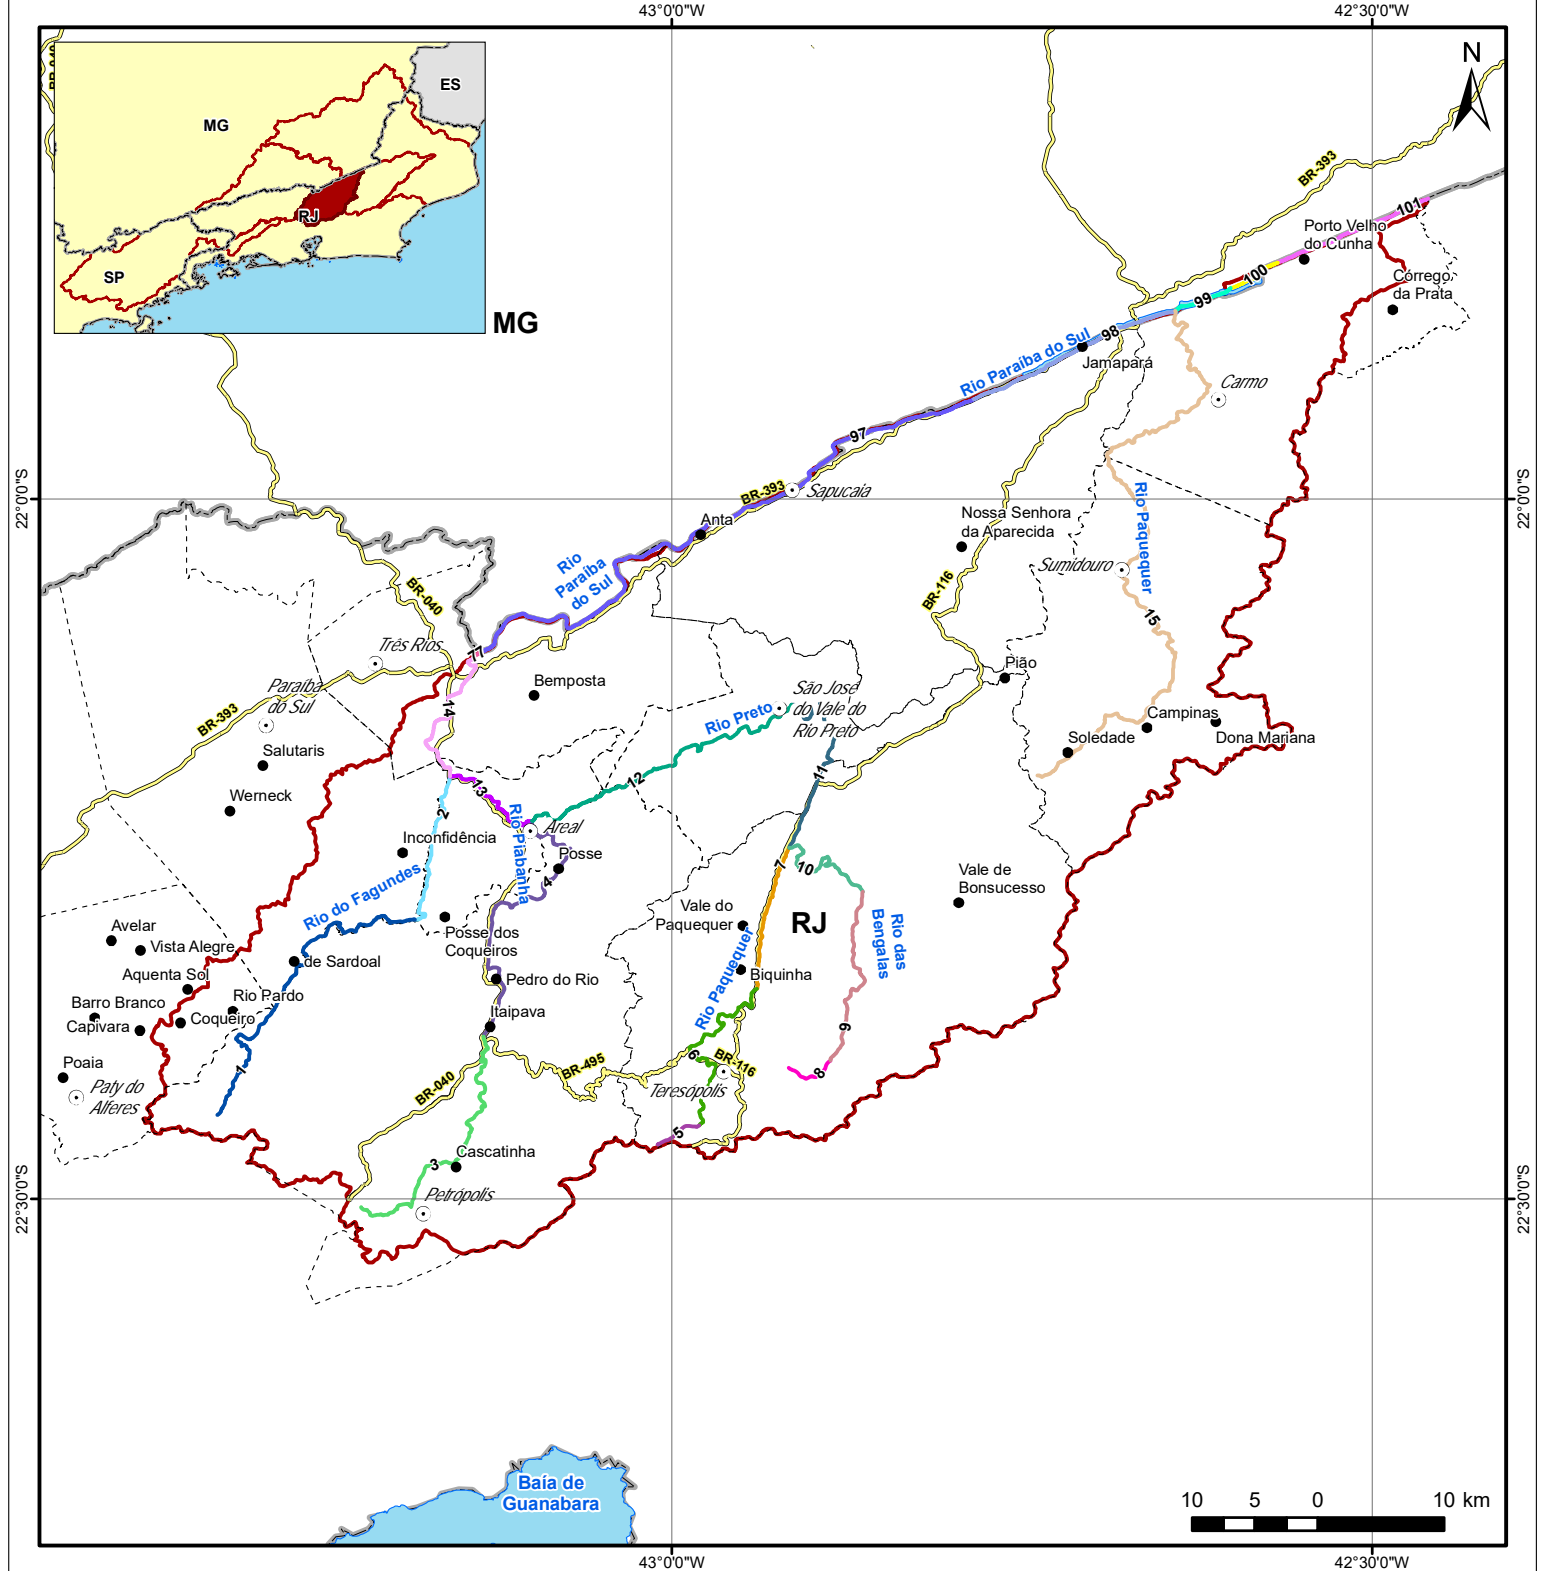 43°0'0"W
42°30'0"W
BR-040
ES
MG
RJ
SP
MG
N
BR-393
101
Porto Velho
do Cunha
100
99
Córrego
da Prata
98
Rio Paraíba do Sul
Jamapará
Carmo
97
BR-393
Sapucaia
22°0'0"S
22°0'0"S
Anta
Nossa Senhora
da Aparecida
Rio Paquequer
Rio
Paraíba
do Sul
Sumidouro
BR-040
BR-116
15
Três Rios
77
Pião
Paraíba
do Sul
Bemposta
São José
do Vale do
Rio Preto
BR-393
14
Rio Preto
Campinas
Soledade
Dona Mariana
Salutaris
11
12
13
Werneck
2
Rio Piabanha
Areal
Inconfidência
Posse
7
10
4
Vale de
Bonsucesso
Rio do Fagundes
Vale do
Paquequer
RJ
Rio das
Bengalas
Avelar
Vista Alegre
Posse dos
Coqueiros
de Sardoal
Aquenta Sol
Biquinha
Pedro do Rio
Barro Branco
Rio Pardo
Rio Paquequer
Capivara
Coqueiro
Itaipava
9
Poaia
1
6
BR-116
BR-495
8
Paty do
Alferes
BR-040
Teresópolis
5
Cascatinha
3
Petrópolis
22°30'0"S
22°30'0"S
Baía de
Guanabara
10 5 0 10 km
43°0'0"W
42°30'0"W